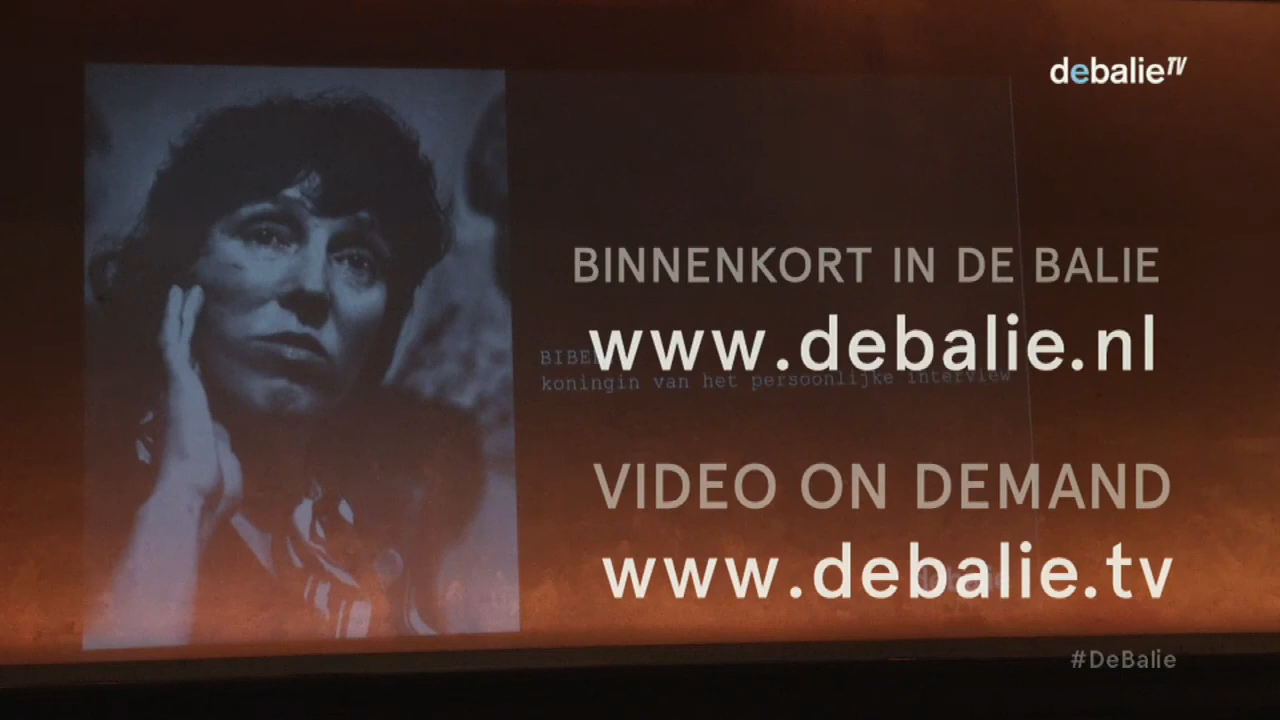 debalieTV
BINNENKORT IN DE BALIE
www.debalie.nl
koningin van het persoonlijke interview
VIDEO ON DEMAND
www.debalie.tv
#DeBalie